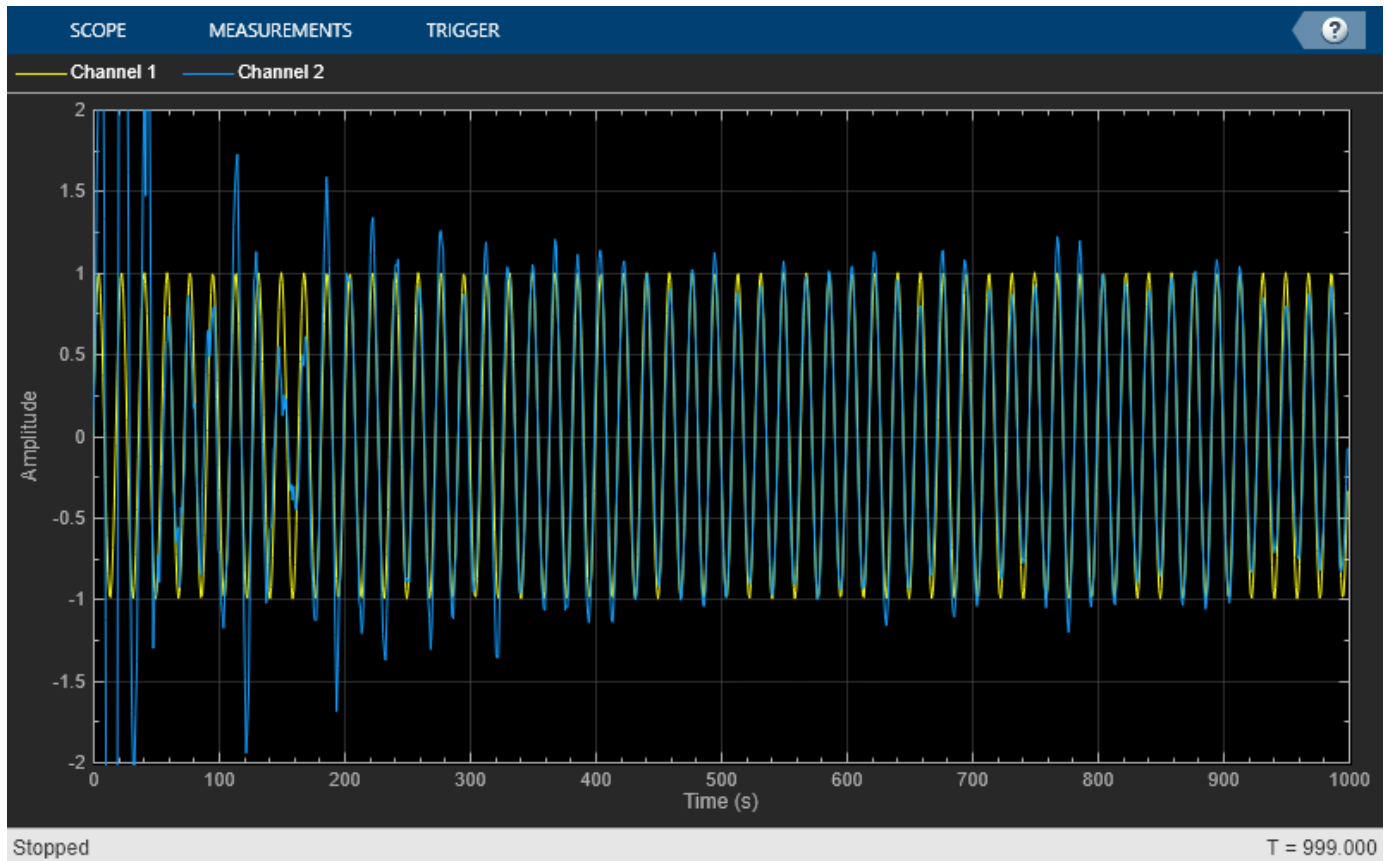 SCOPE MEASUREMENTS TRIGGER ?
Channel 1 Channel 2
2
1.5
1
0.5
0
-0.5
-1
-1.5
-2
Amplitude
0 100 200 300 400 500 600 700 800 900 1000
Time (s)
Stopped T = 999.000